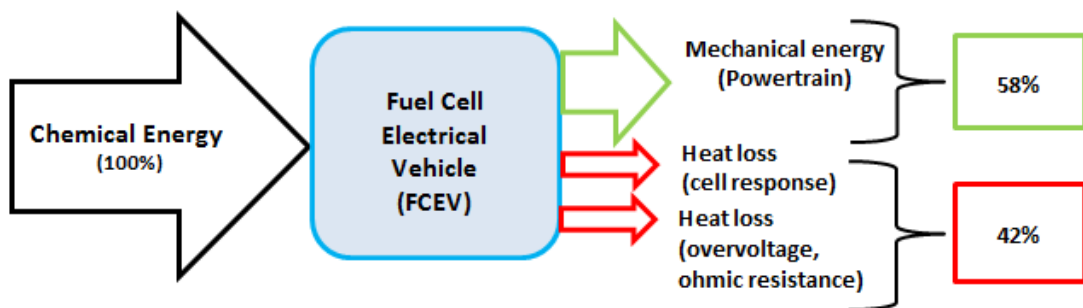 Chemical Energy
(100%)
Fuel Cell
Electrical
Vehicle
(FCEV)
Mechanical energy
(Powertrain)
58%
Heat loss
(cell response)
Heat loss
(overvoltage,
ohmic resistance)
42%